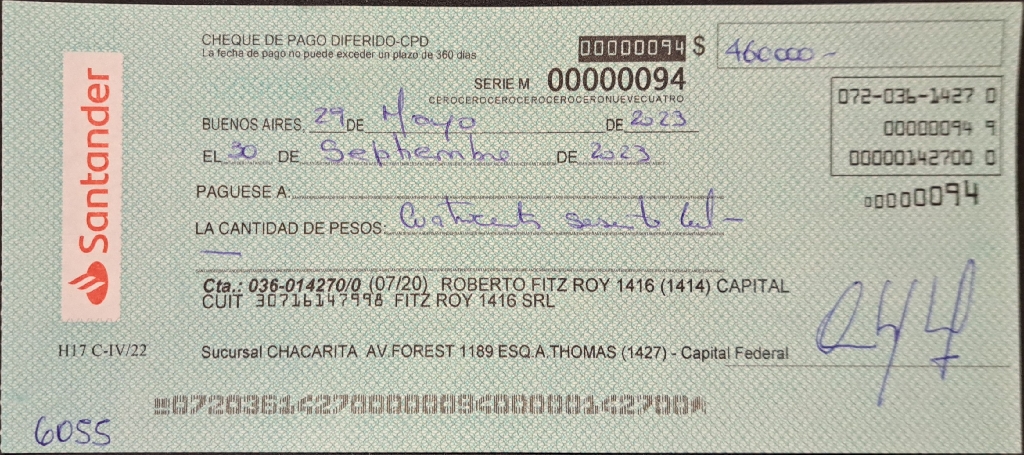 CHEQUE DE PAGO DIFERIDO-CPD
La fecha de pago no puede exceder un plazo de 360 días
00000094 $ 460000 -
SERIE M 00000094
CEROCEROCEROCEROCEROCERONUEVECUATRO
072-036-1427 0
00000094 9
00000142700 0
00000094
BUENOS AIRES, 29 DE Mayo DE 2023
EL 30 DE Septiembre DE 2023
PAGUESE A:
LA CANTIDAD DE PESOS: Cuatrocientos sesenta mil —
—
Cta.: 036-014270/0 (07/20) ROBERTO FITZ ROY 1416 (1414) CAPITAL
CUIT 30716147998 FITZ ROY 1416 SRL
Santander
H17 C-IV/22
Sucursal CHACARITA AV.FOREST 1189 ESQ.A.THOMAS (1427) - Capital Federal
07203614270000009400000142700
6055